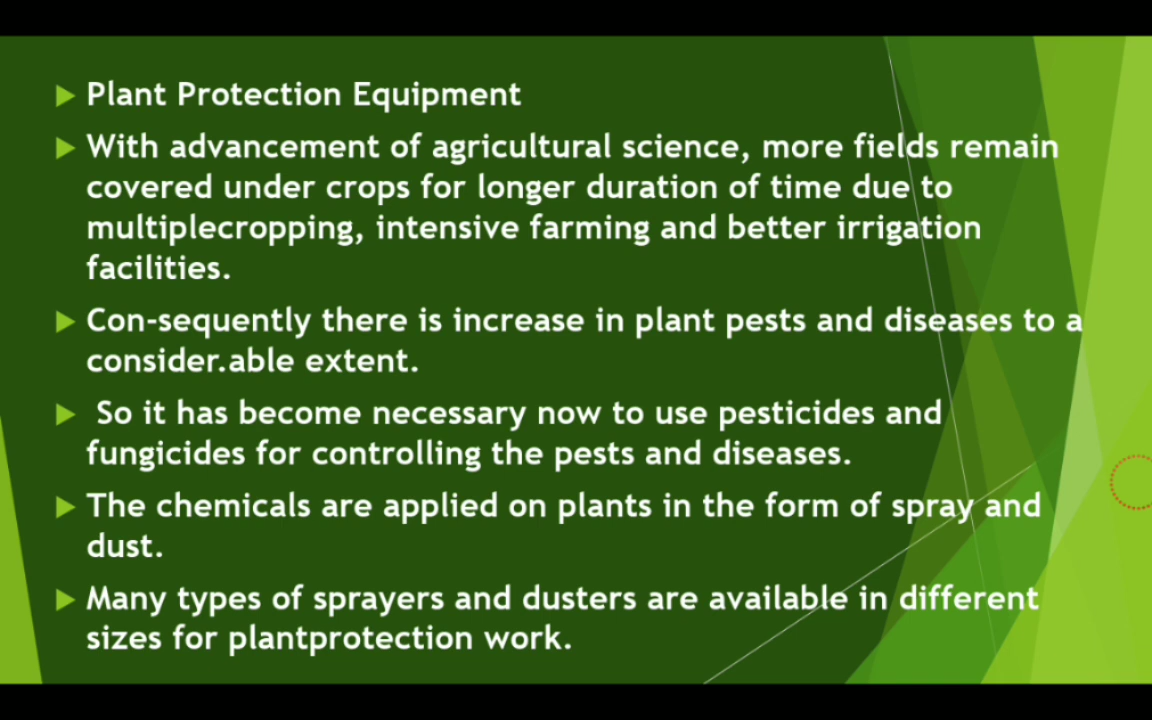 Plant Protection Equipment
With advancement of agricultural science, more fields remain
covered under crops for longer duration of time due to
multiplecropping, intensive farming and better irrigation
facilities.
Con-sequently there is increase in plant pests and diseases to a
consider.able extent.
So it has become necessary now to use pesticides and
fungicides for controlling the pests and diseases.
The chemicals are applied on plants in the form of spray and
dust.
Many types of sprayers and dusters are available in different
sizes for plantprotection work.